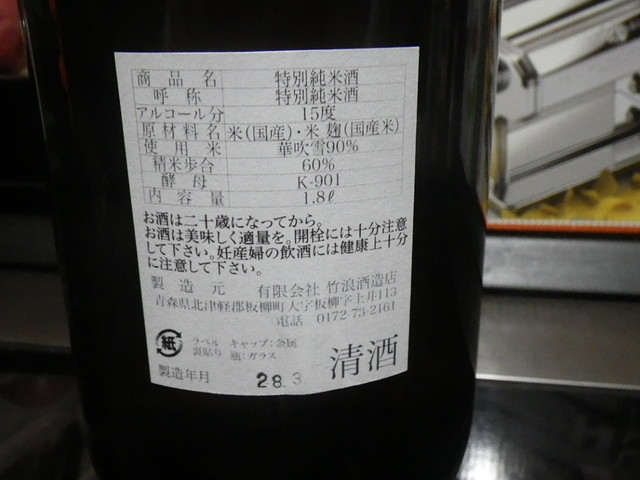 商品名 特別純米酒
呼称 特別純米酒
アルコール分 15度
原材料名 米(国産)・米麹(国産米)
使用米 華吹雪90%
精米歩合 60%
酵母 K-901
内容量 1.8ℓ
お酒は二十歳になってから。
お酒は美味しく適量を。開栓には十分注意
して下さい。妊産婦の飲酒には健康上十分
に注意して下さい。
製造元 有限会社 竹浪酒造店
青森県北津軽郡板柳町大字板柳字土井113
電話 0172-73-2161
紙 ラベル キャップ:金属
裏貼り 瓶:ガラス
清酒
製造年月 28.3